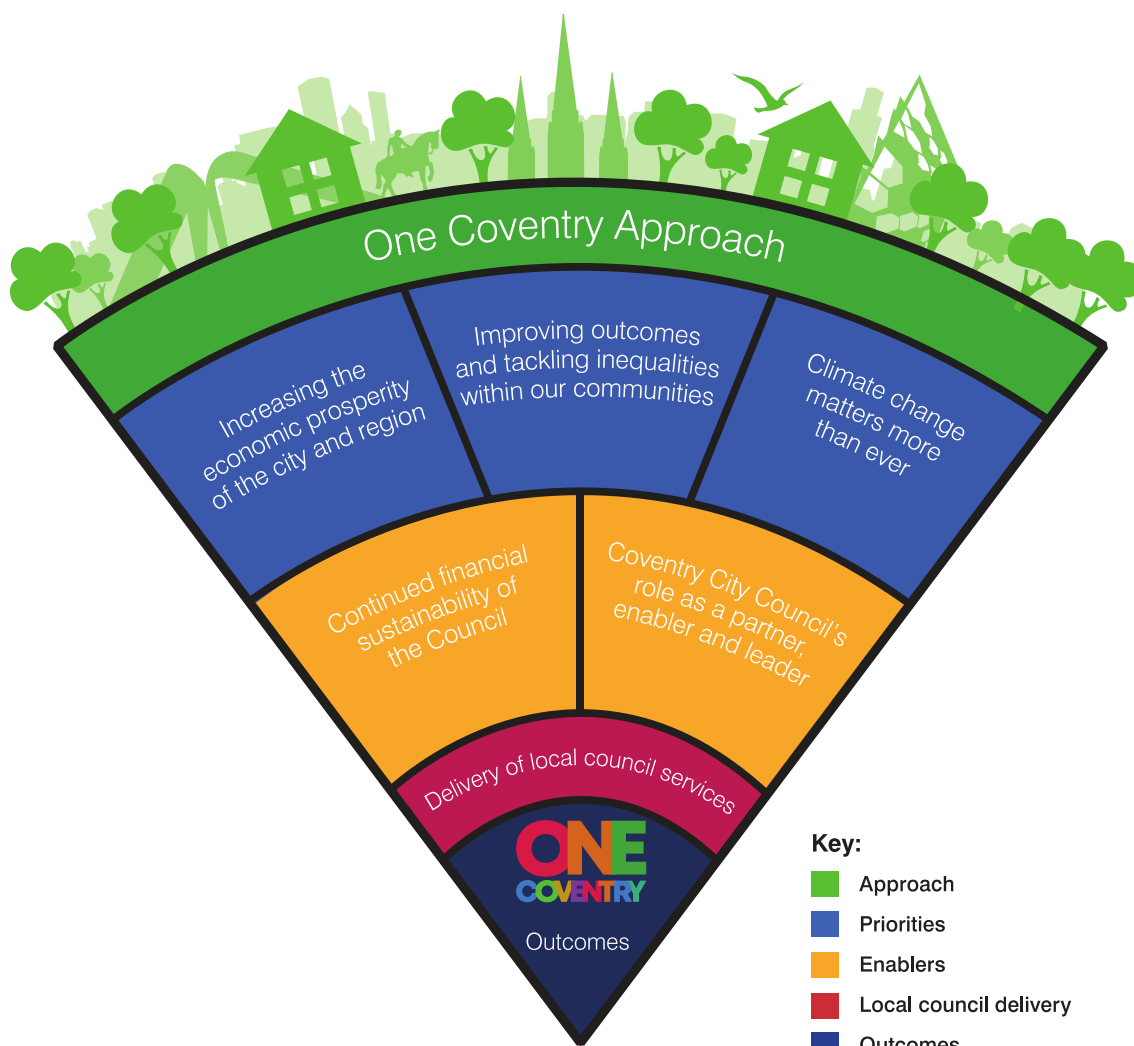 One Coventry Approach
Increasing the
economic prosperity
of the city and region
Improving outcomes
and tackling inequalities
within our communities
Climate change
matters more
than ever
Continued financial
sustainability of
the Council
Coventry City Council's
role as a partner,
enabler and leader
Delivery of local council services
ONE
COVENTRY
Outcomes
Key:
Approach
Priorities
Enablers
Local council delivery
Outcomes